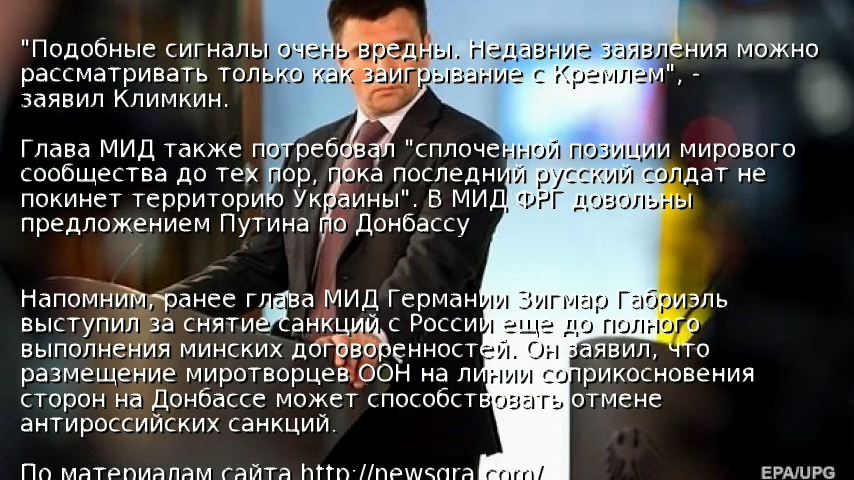 "Подобные сигналы очень вредны. Недавние заявления можно
рассматривать только как заигрывание с Кремлем", -
заявил Климкин.
Глава МИД также потребовал "сплоченной позиции мирового
сообщества до тех пор, пока последний русский солдат не
покинет территорию Украины". В МИД ФРГ довольны
предложением Путина по Донбассу
Напомним, ранее глава МИД Германии Зигмар Габриэль
выступил за снятие санкций с России еще до полного
выполнения минских договоренностей. Он заявил, что
размещение миротворцев ООН на линии соприкосновения
сторон на Донбассе может способствовать отмене
антироссийских санкций.
По материалам сайта http://newsgra.com/
EPA/UPG